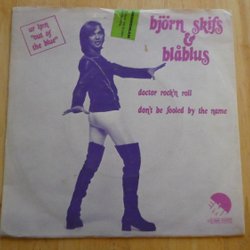 ur lp:n
"out of
the blue"
björn skifs
&
blåblus
doctor rock'n roll
don't be fooled by the name